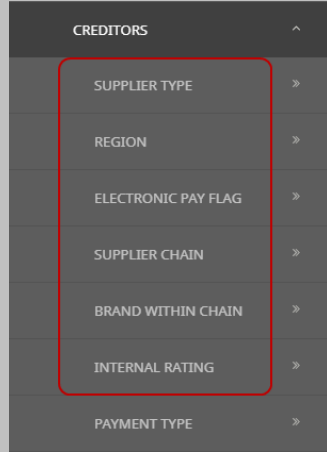 CREDITORS
SUPPLIER TYPE
REGION
ELECTRONIC PAY FLAG
SUPPLIER CHAIN
BRAND WITHIN CHAIN
INTERNAL RATING
PAYMENT TYPE